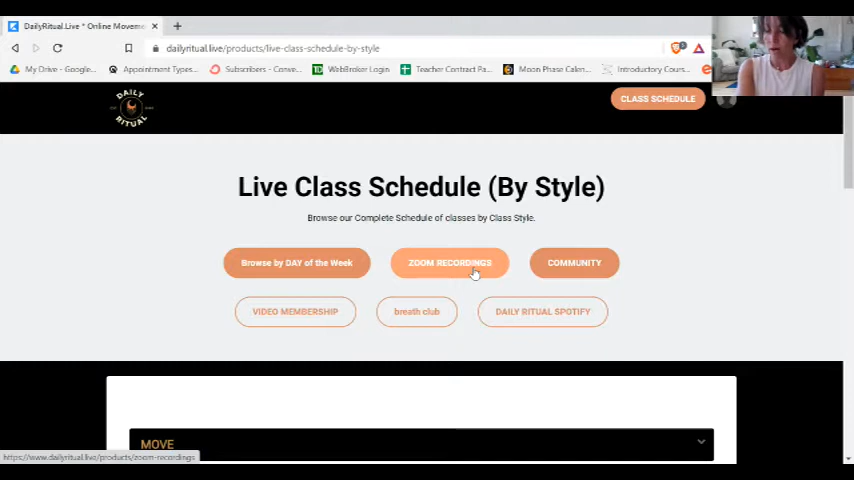 DailyRitual.Live * Online Moveme
dailyritual.live/products/live-class-schedule-by-style
My Drive - Google... Appointment Types... Subscribers - Conve... WebBroker Login Teacher Contract Pa... Moon Phase Calen... Introductory Cours...
DAILY
RITUAL
CLASS SCHEDULE
Live Class Schedule (By Style)
Browse our Complete Schedule of classes by Class Style.
Browse by DAY of the Week ZOOM RECORDINGS COMMUNITY
VIDEO MEMBERSHIP breath club DAILY RITUAL SPOTIFY
MOVE
https://www.dailyritual.live/products/zoom-recordings